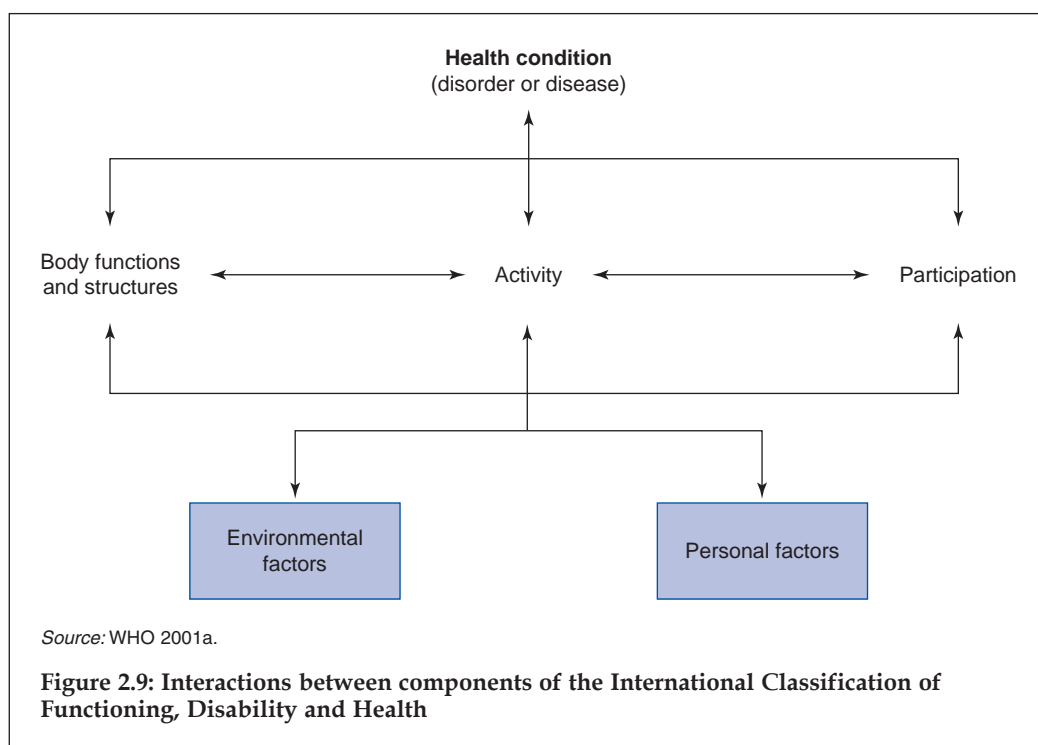 Health condition
(disorder or disease)
Body functions
and structures
Activity
Participation
Environmental
factors
Personal factors
Source: WHO 2001a.
Figure 2.9: Interactions between components of the International Classification of
Functioning, Disability and Health